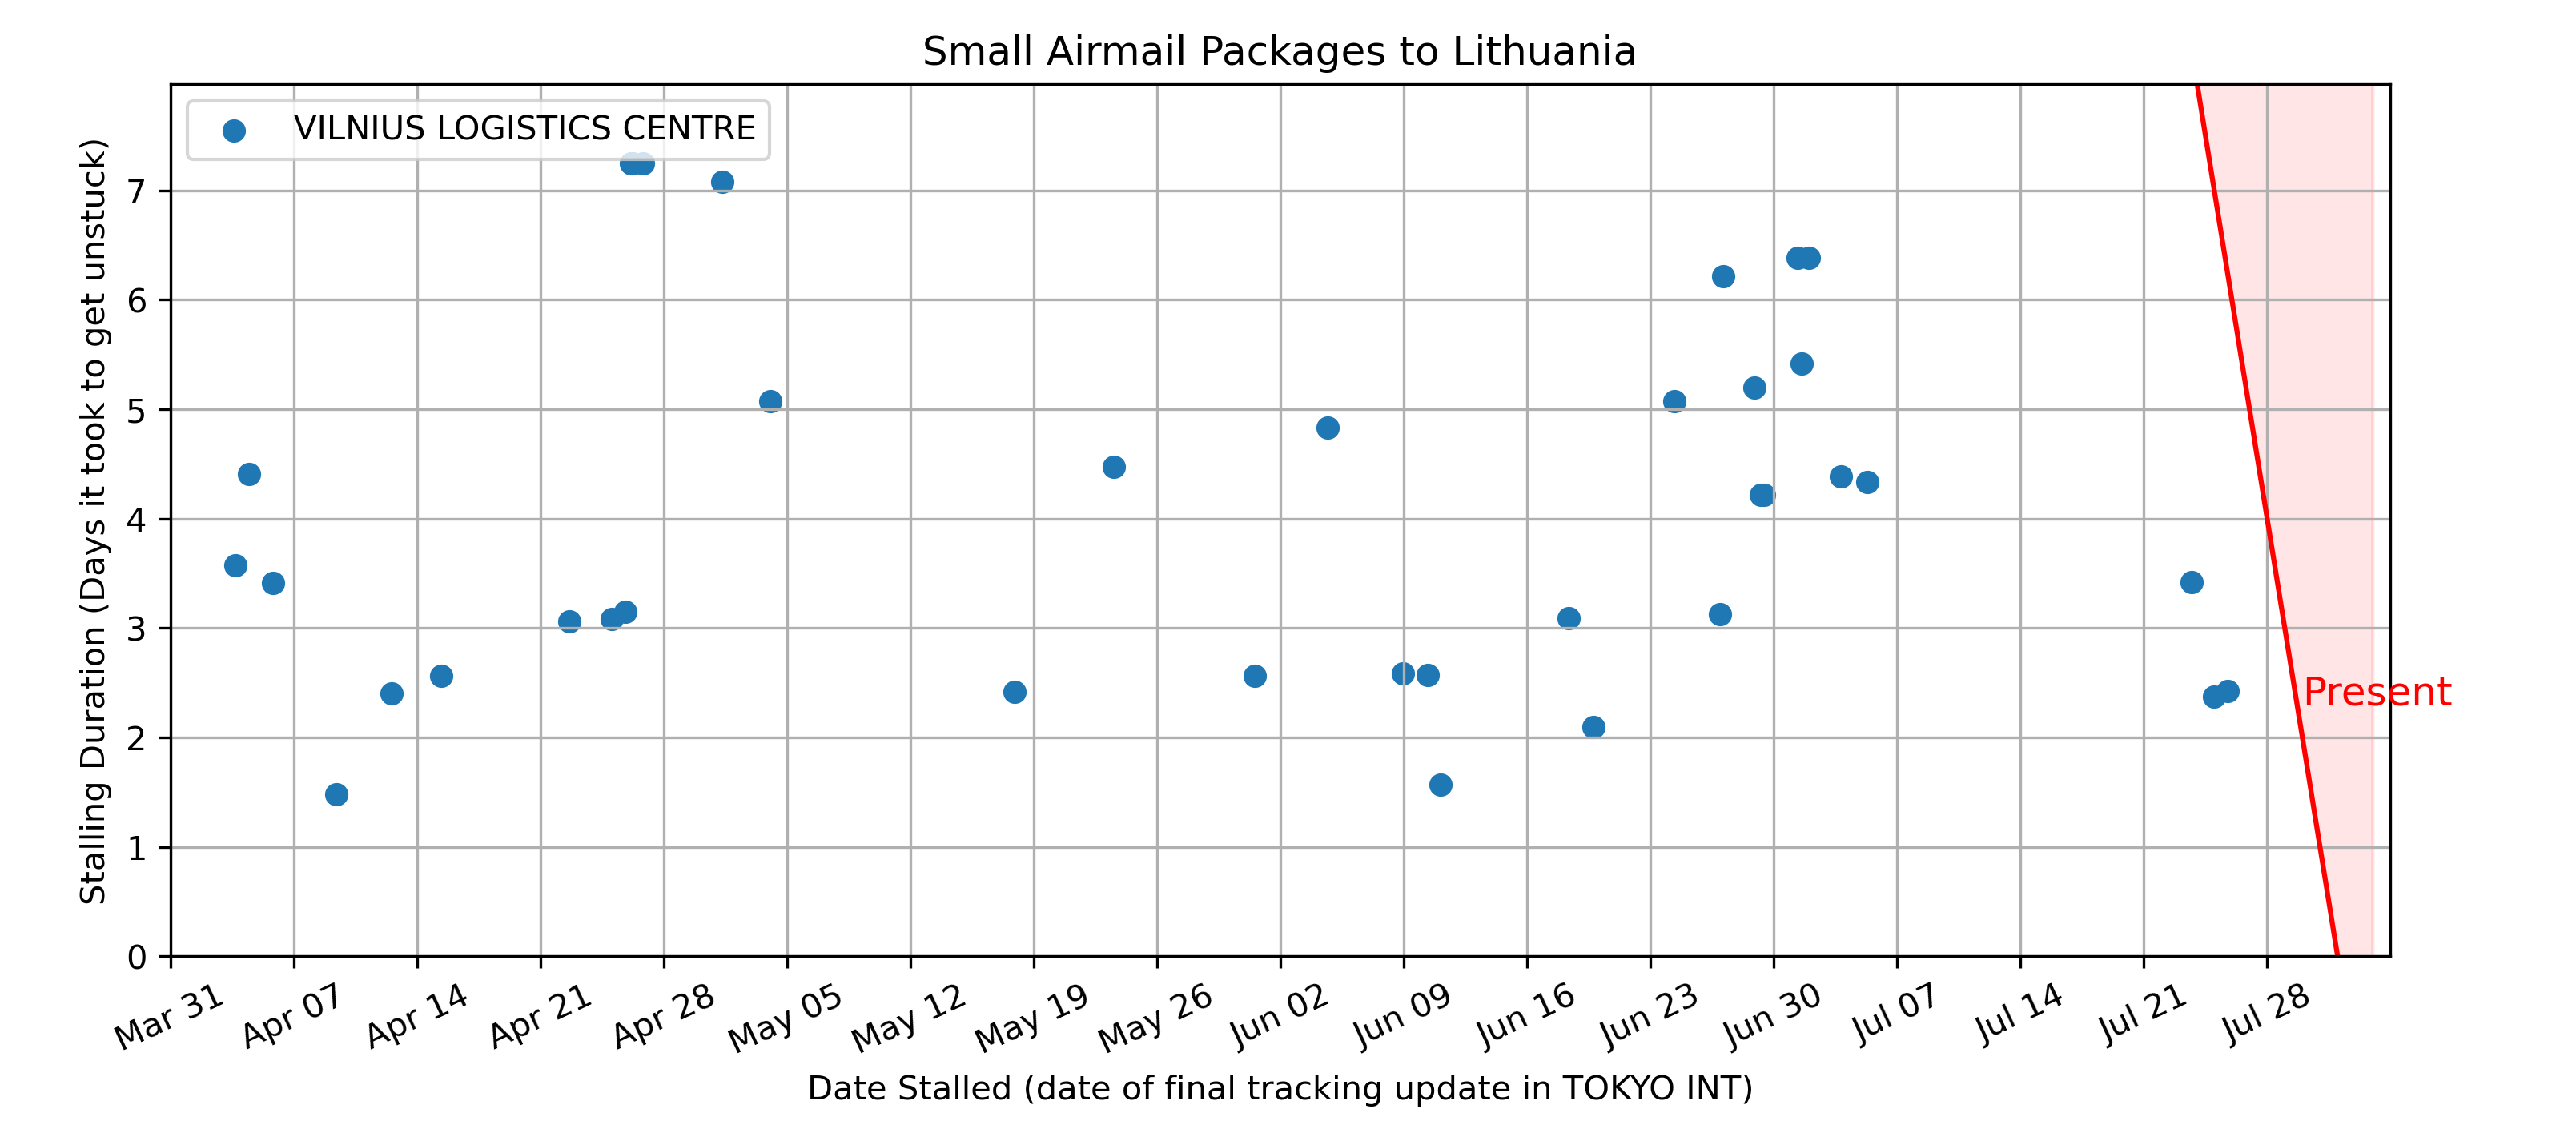 Small Airmail Packages to Lithuania
VILNIUS LOGISTICS CENTRE
Stalling Duration (Days it took to get unstuck)
7
6
5
4
3
2
1
0
Present
Mar 31
Apr 07
Apr 14
Apr 21
Apr 28
May 05
May 12
May 19
May 26
Jun 02
Jun 09
Jun 16
Jun 23
Jun 30
Jul 07
Jul 14
Jul 21
Jul 28
Date Stalled (date of final tracking update in TOKYO INT)